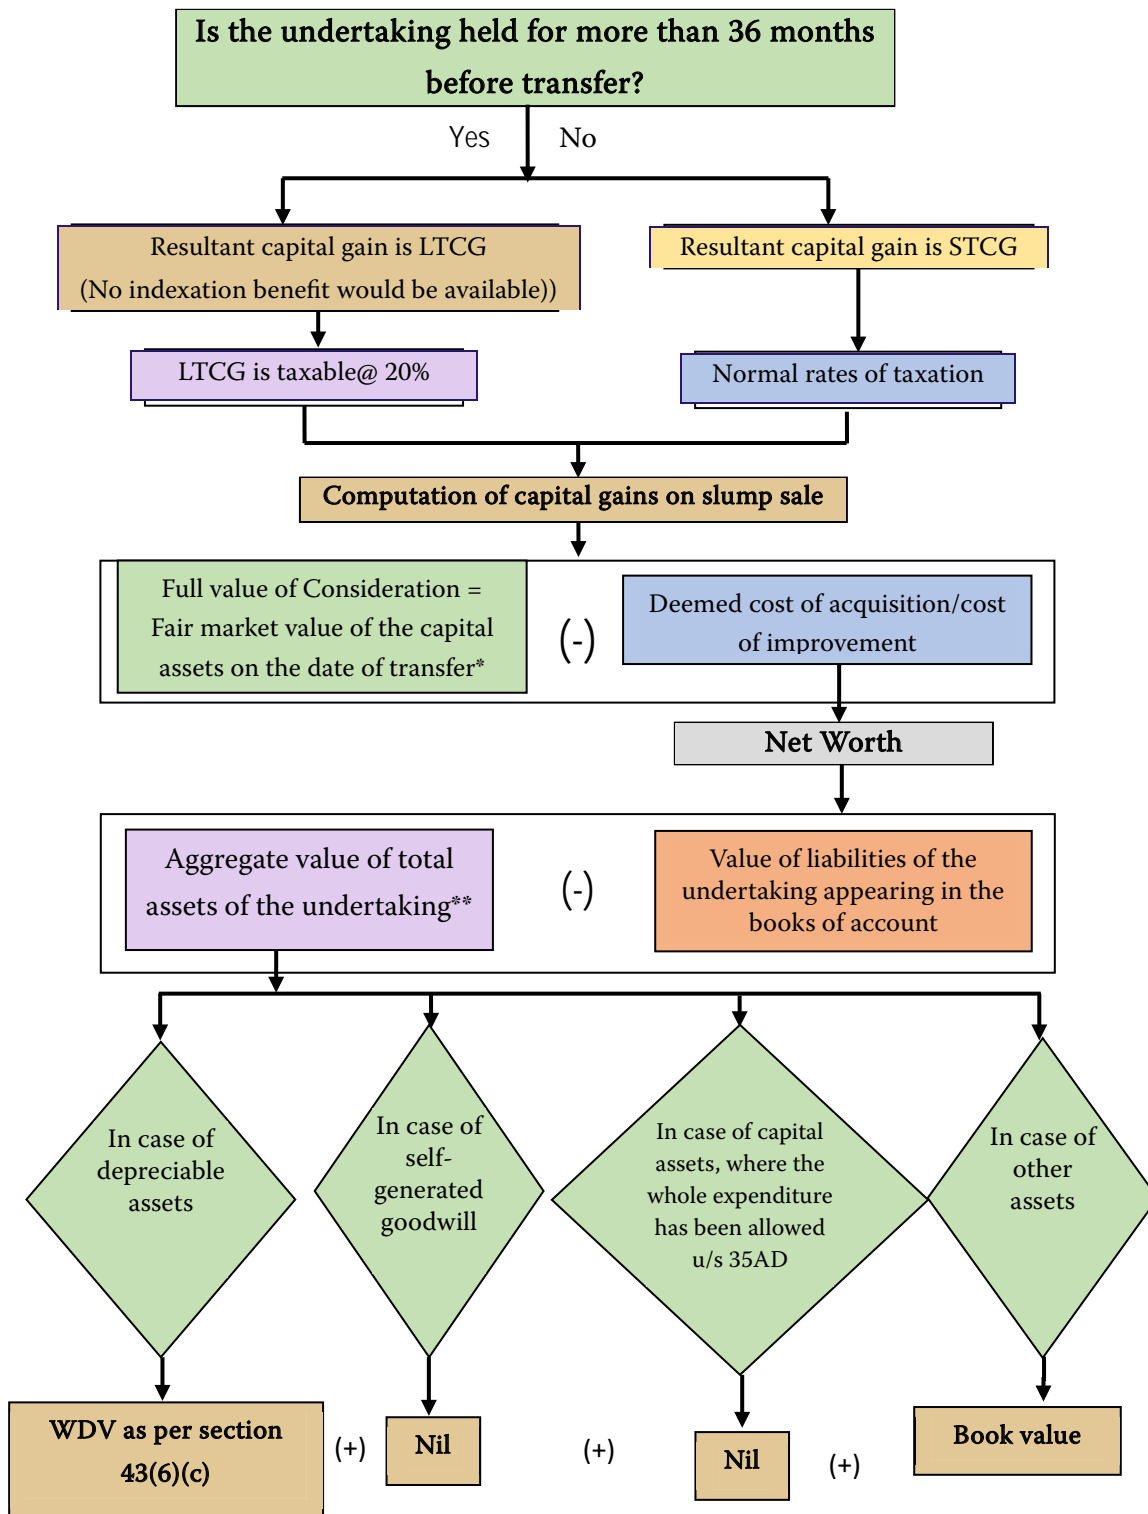 Is the undertaking held for more than 36 months
before transfer?
Yes
No
Resultant capital gain is LTCG
(No indexation benefit would be available))
Resultant capital gain is STCG
LTCG is taxable@ 20%
Normal rates of taxation
Computation of capital gains on slump sale
Full value of Consideration =
Fair market value of the capital
assets on the date of transfer*
(-)
Deemed cost of acquisition/cost
of improvement
Net Worth
Aggregate value of total
assets of the undertaking**
(-)
Value of liabilities of the
undertaking appearing in the
books of account
In case of
depreciable
assets
In case of
self-
generated
goodwill
In case of capital
assets, where the
whole expenditure
has been allowed
u/s 35AD
In case of
other
assets
WDV as per section
43(6)(c)
(+)
Nil
(+)
Nil
(+)
Book value